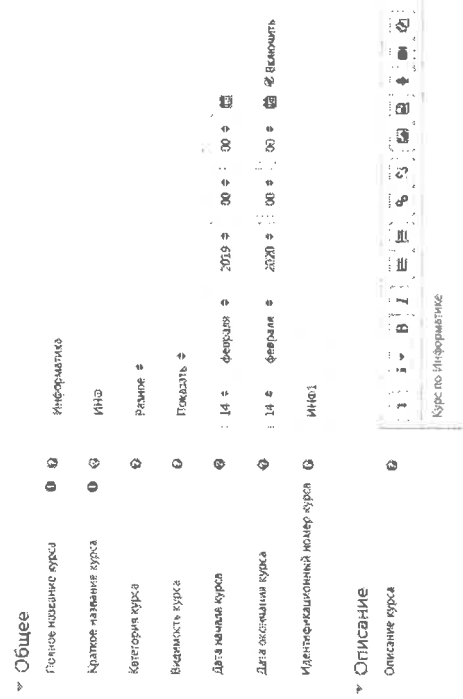 Общее
Полное название курса Информатика
Краткое название курса ИНФ
Категория курса Разное
Видимость курса Показать
Дата начала курса 14 февраля 2019 00 00
Дата окончания курса 14 февраля 2020 00 00 Включить
Идентификационный номер курса ИНФ1
Описание
Описание курса
B I
Курс по Информатике